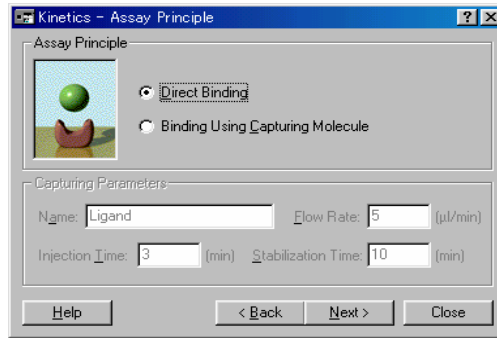 Kinetics - Assay Principle
Assay Principle
Direct Binding
Binding Using Capturing Molecule
Capturing Parameters
Name: Ligand Flow Rate: 5 (µl/min)
Injection Time: 3 (min) Stabilization Time: 10 (min)
Help < Back Next > Close